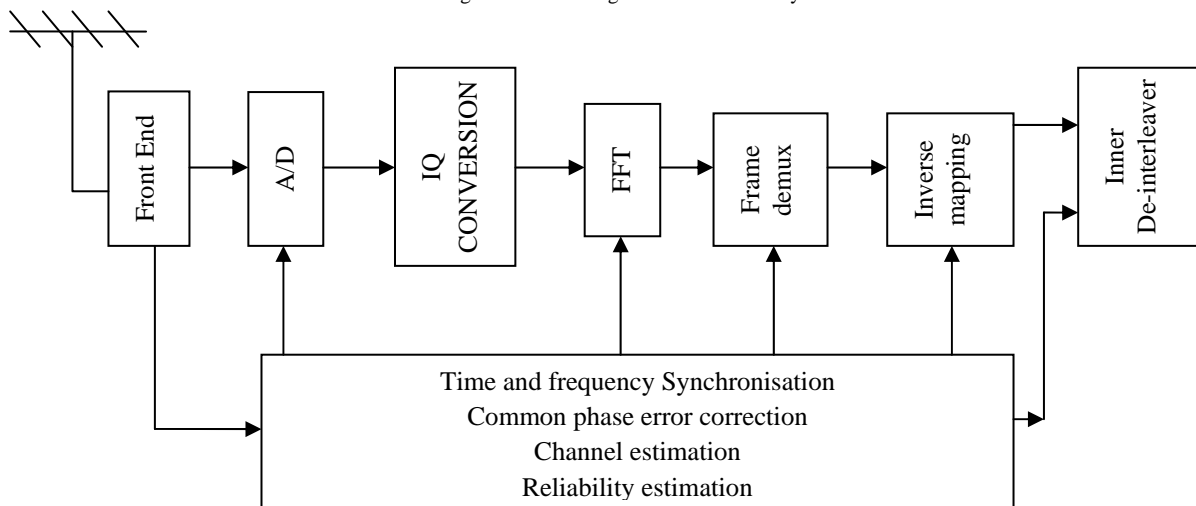 Front End
A/D
IQ
CONVERSION
FFT
Frame
demux
Inverse
mapping
Inner
De-interleaver
Time and frequency Synchronisation
Common phase error correction
Channel estimation
Reliability estimation